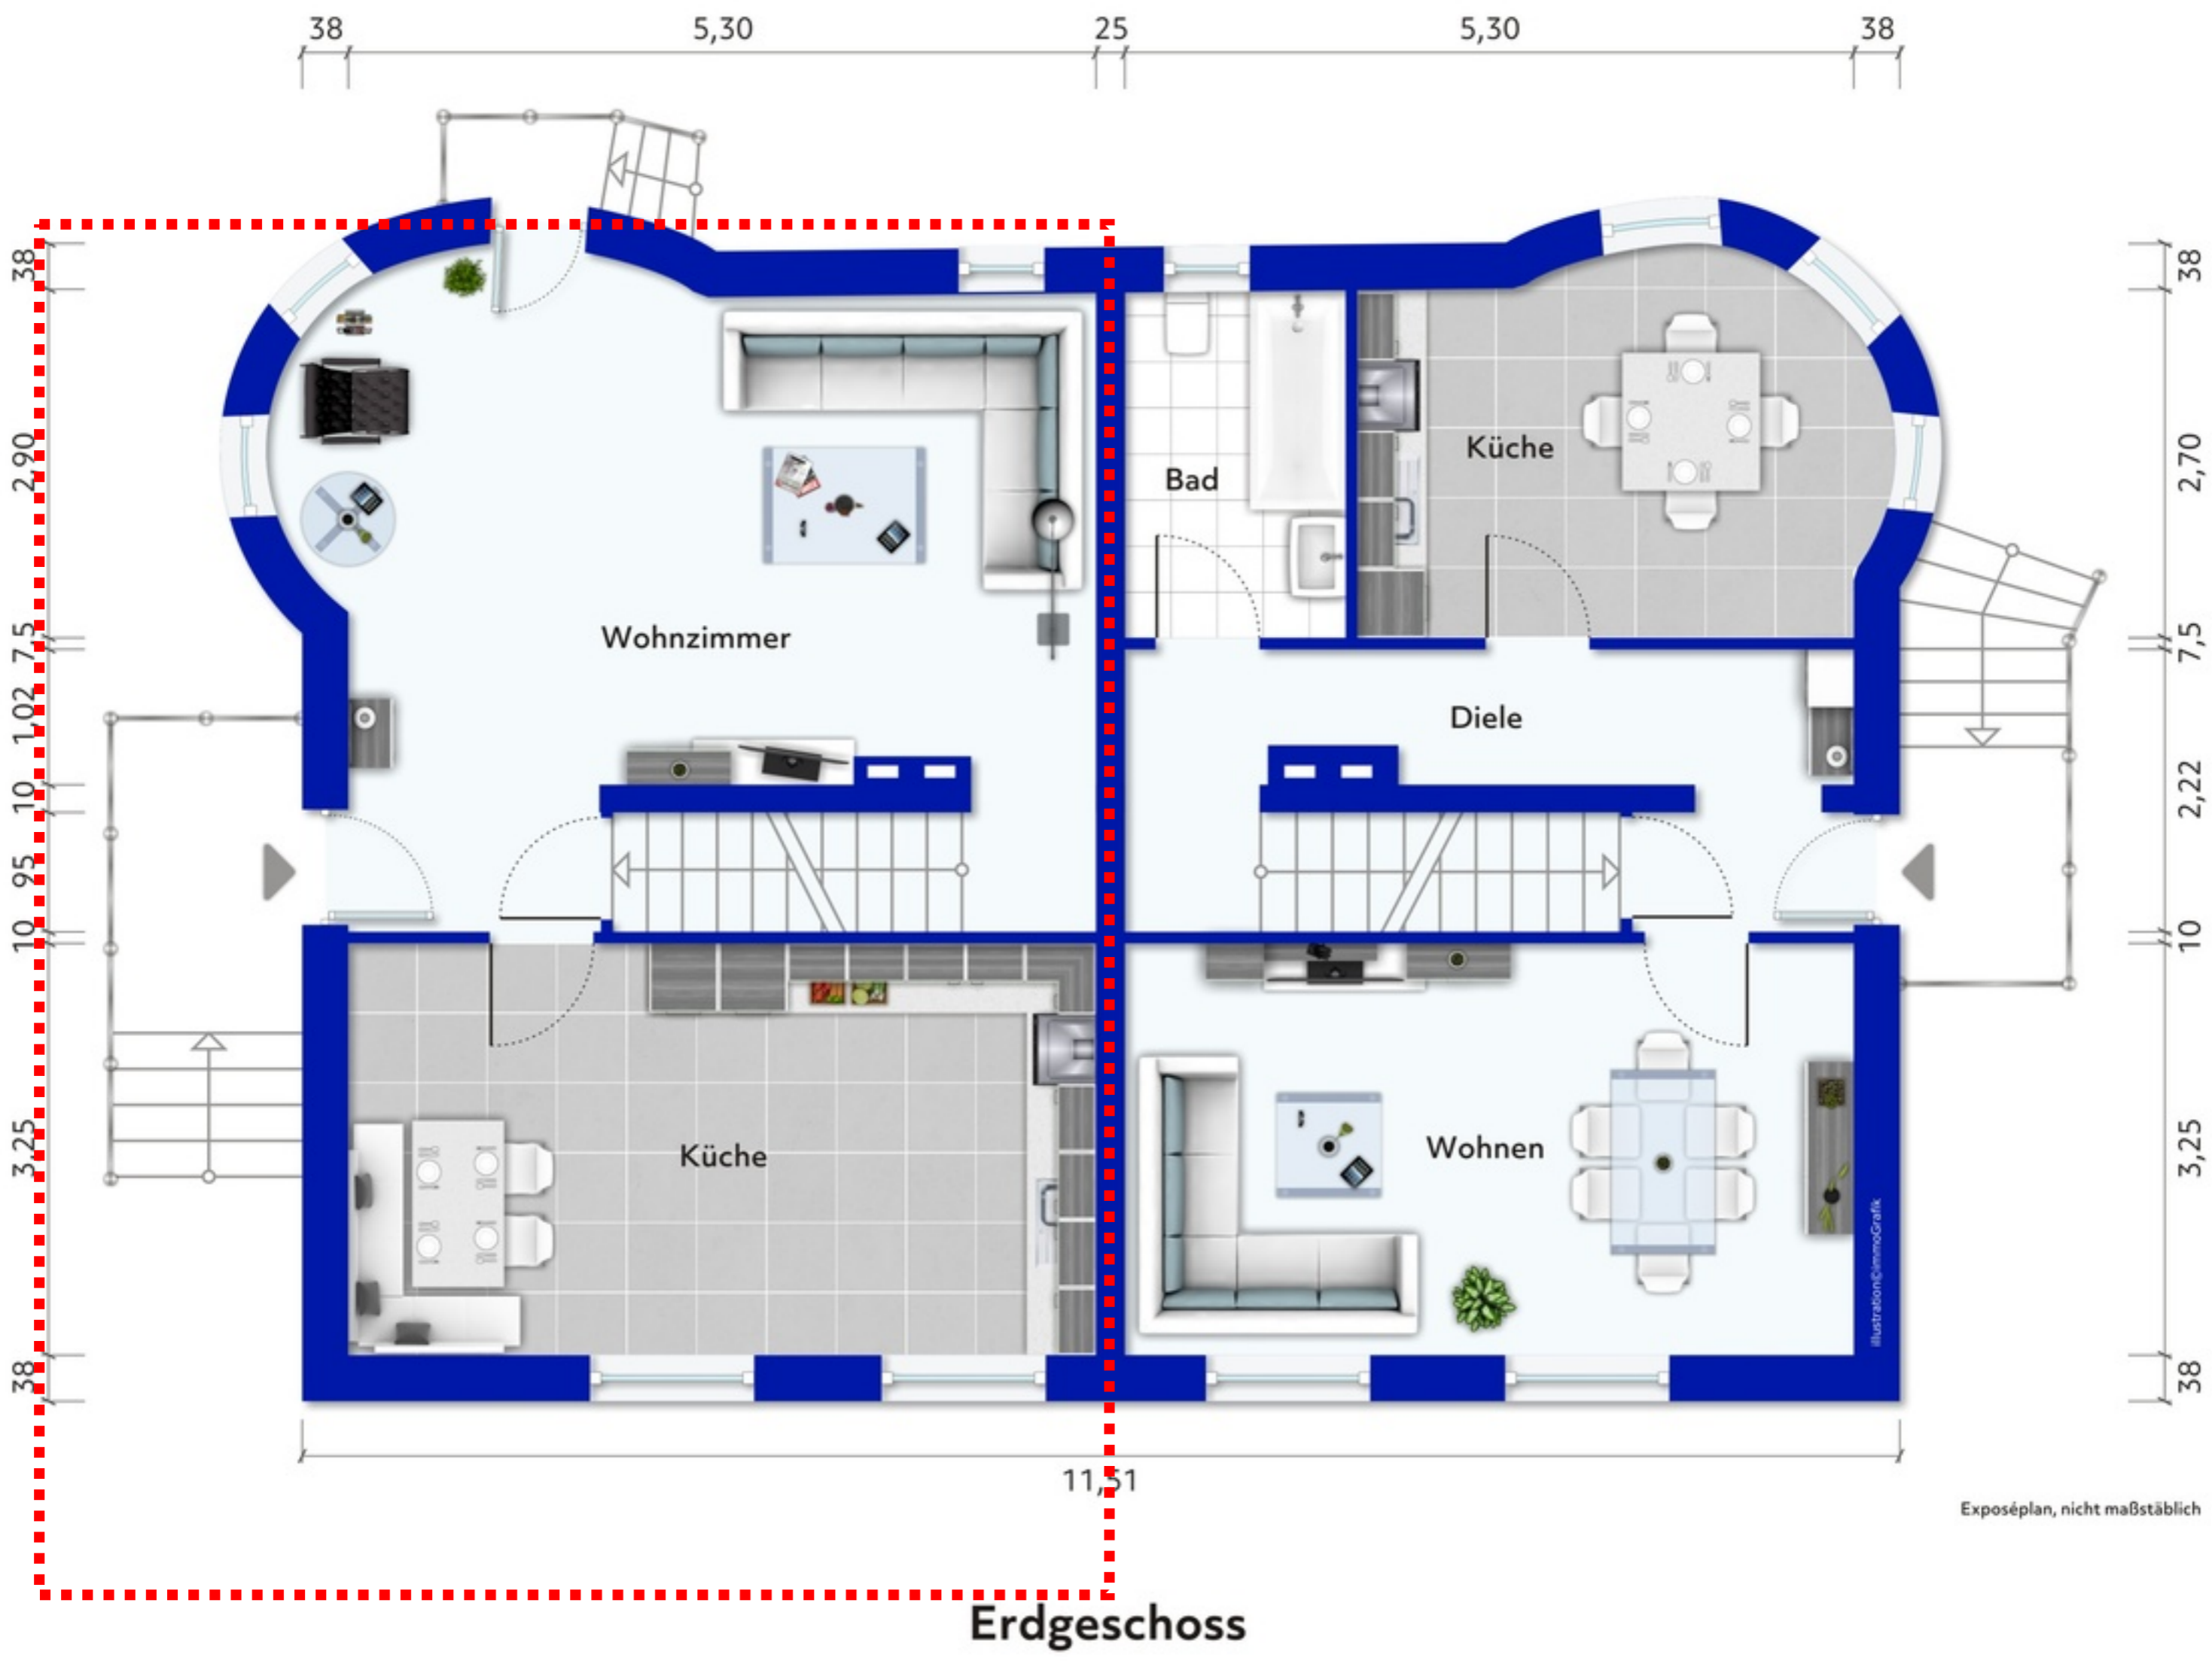 38 5,30 25 5,30 38
38
2,90
7,5
1,02
10
95
10
3,25
38
38
2,70
7,5
2,22
10
3,25
38
Wohnzimmer
Bad
Küche
Diele
Küche
Wohnen
illustration©immoGrafik
11,51
Exposéplan, nicht maßstäblich
Erdgeschoss